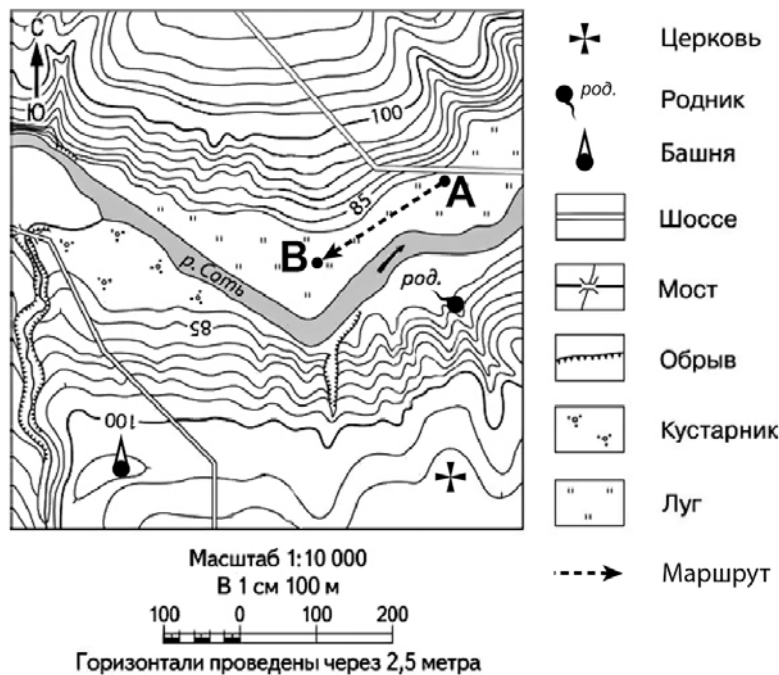 С
Ю
100
85
А
В
р. Соть
род.
85
100
Церковь
род.
Родник
Башня
Шоссе
Мост
Обрыв
Кустарник
Луг
Маршрут
Масштаб 1:10 000
В 1 см 100 м
100 0 100 200
Горизонтали проведены через 2,5 метра